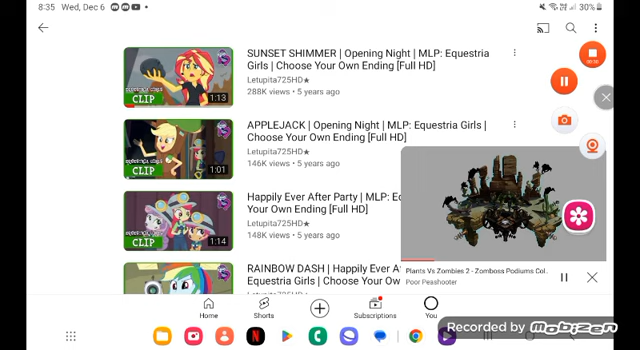 8:35 Wed, Dec 6
30%
SUNSET SHIMMER | Opening Night | MLP: Equestria
Girls | Choose Your Own Ending [Full HD]
Letupita725HD★
288K views • 5 years ago
CLIP
1:13
APPLEJACK | Opening Night | MLP: Equestria Girls |
Choose Your Own Ending [Full HD]
Letupita725HD★
146K views • 5 years ago
CLIP
1:01
Happily Ever After Party | MLP: Ec
Your Own Ending [Full HD]
Letupita725HD★
148K views • 5 years ago
CLIP
1:14
RAINBOW DASH | Happily Ever A
Equestria Girls | Choose Your Own
Plants Vs Zombies 2 - Zomboss Podiums Col..
Poor Peashooter
Home
Shorts
Subscriptions
You
Recorded by Mobizen